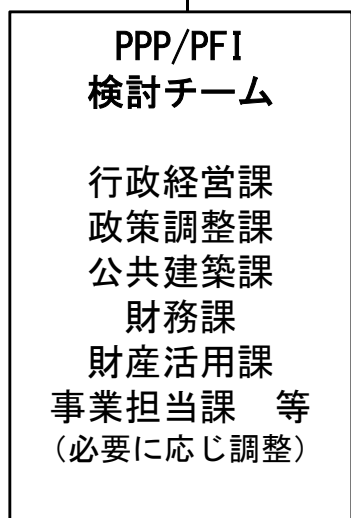 PPP/PFI
検討チーム
行政経営課
政策調整課
公共建築課
財務課
財産活用課
事業担当課　等
（必要に応じ調整）